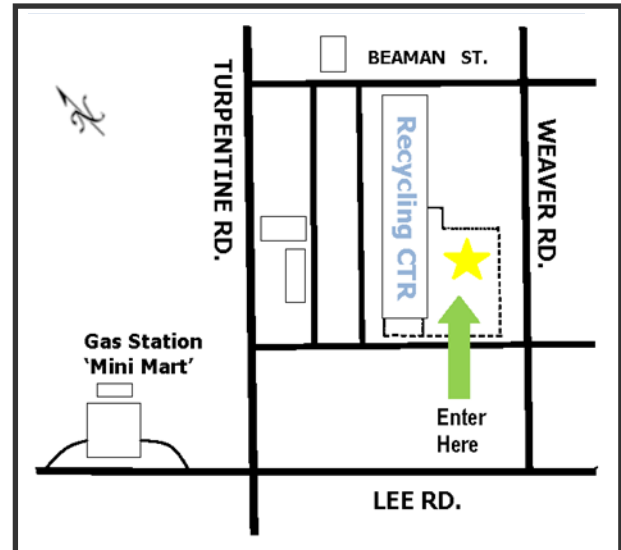 BEAMAN ST.
TURPENTINE RD.
Recycling CTR
WEAVER RD.
Gas Station
'Mini Mart'
Enter
Here
LEE RD.
N